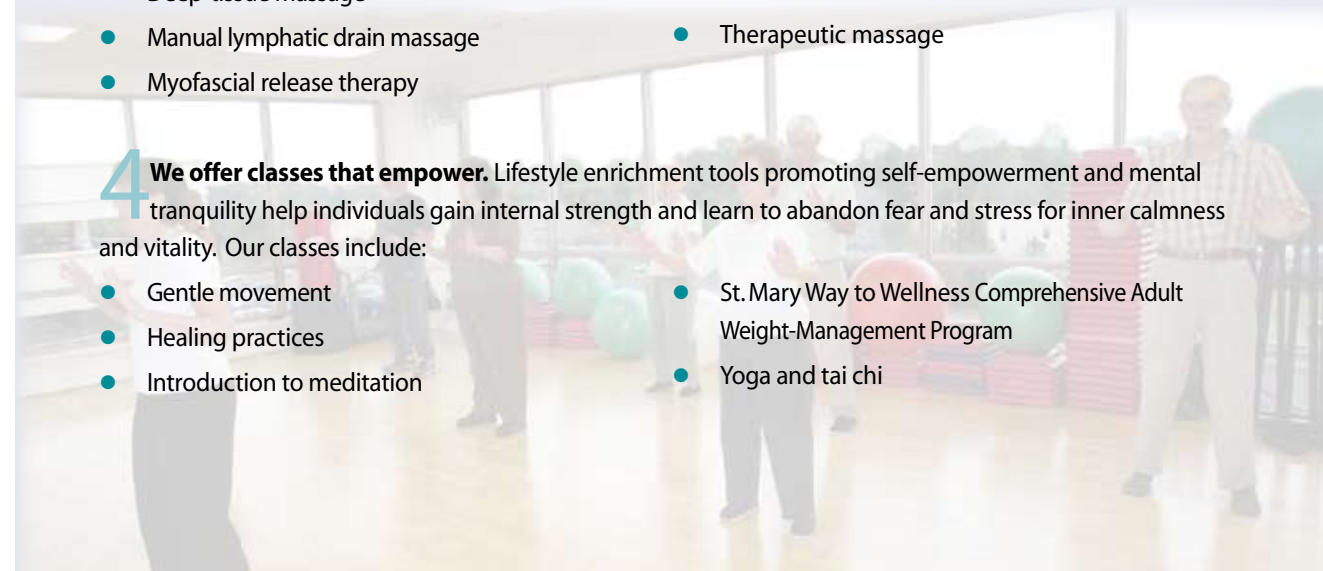 Deep-tissue massage
● Manual lymphatic drain massage
● Myofascial release therapy
● Therapeutic massage
4 We offer classes that empower. Lifestyle enrichment tools promoting self-empowerment and mental
tranquility help individuals gain internal strength and learn to abandon fear and stress for inner calmness
and vitality. Our classes include:
● Gentle movement
● Healing practices
● Introduction to meditation
● St. Mary Way to Wellness Comprehensive Adult
Weight-Management Program
● Yoga and tai chi